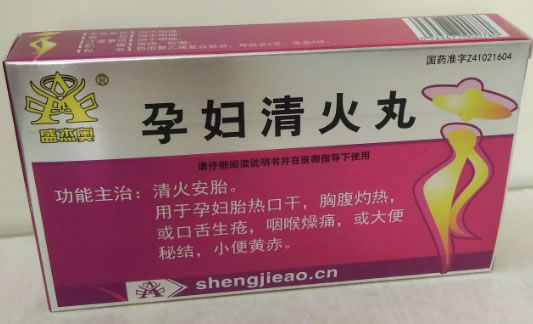 国药准字Z41021604
®
盛杰奥
孕妇清火丸
请仔细阅读说明书并在医师指导下使用
功能主治：清火安胎。
用于孕妇胎热口干，胸腹灼热，
或口舌生疮，咽喉燥痛，或大便
秘结，小便黄赤。
shengjieao.cn